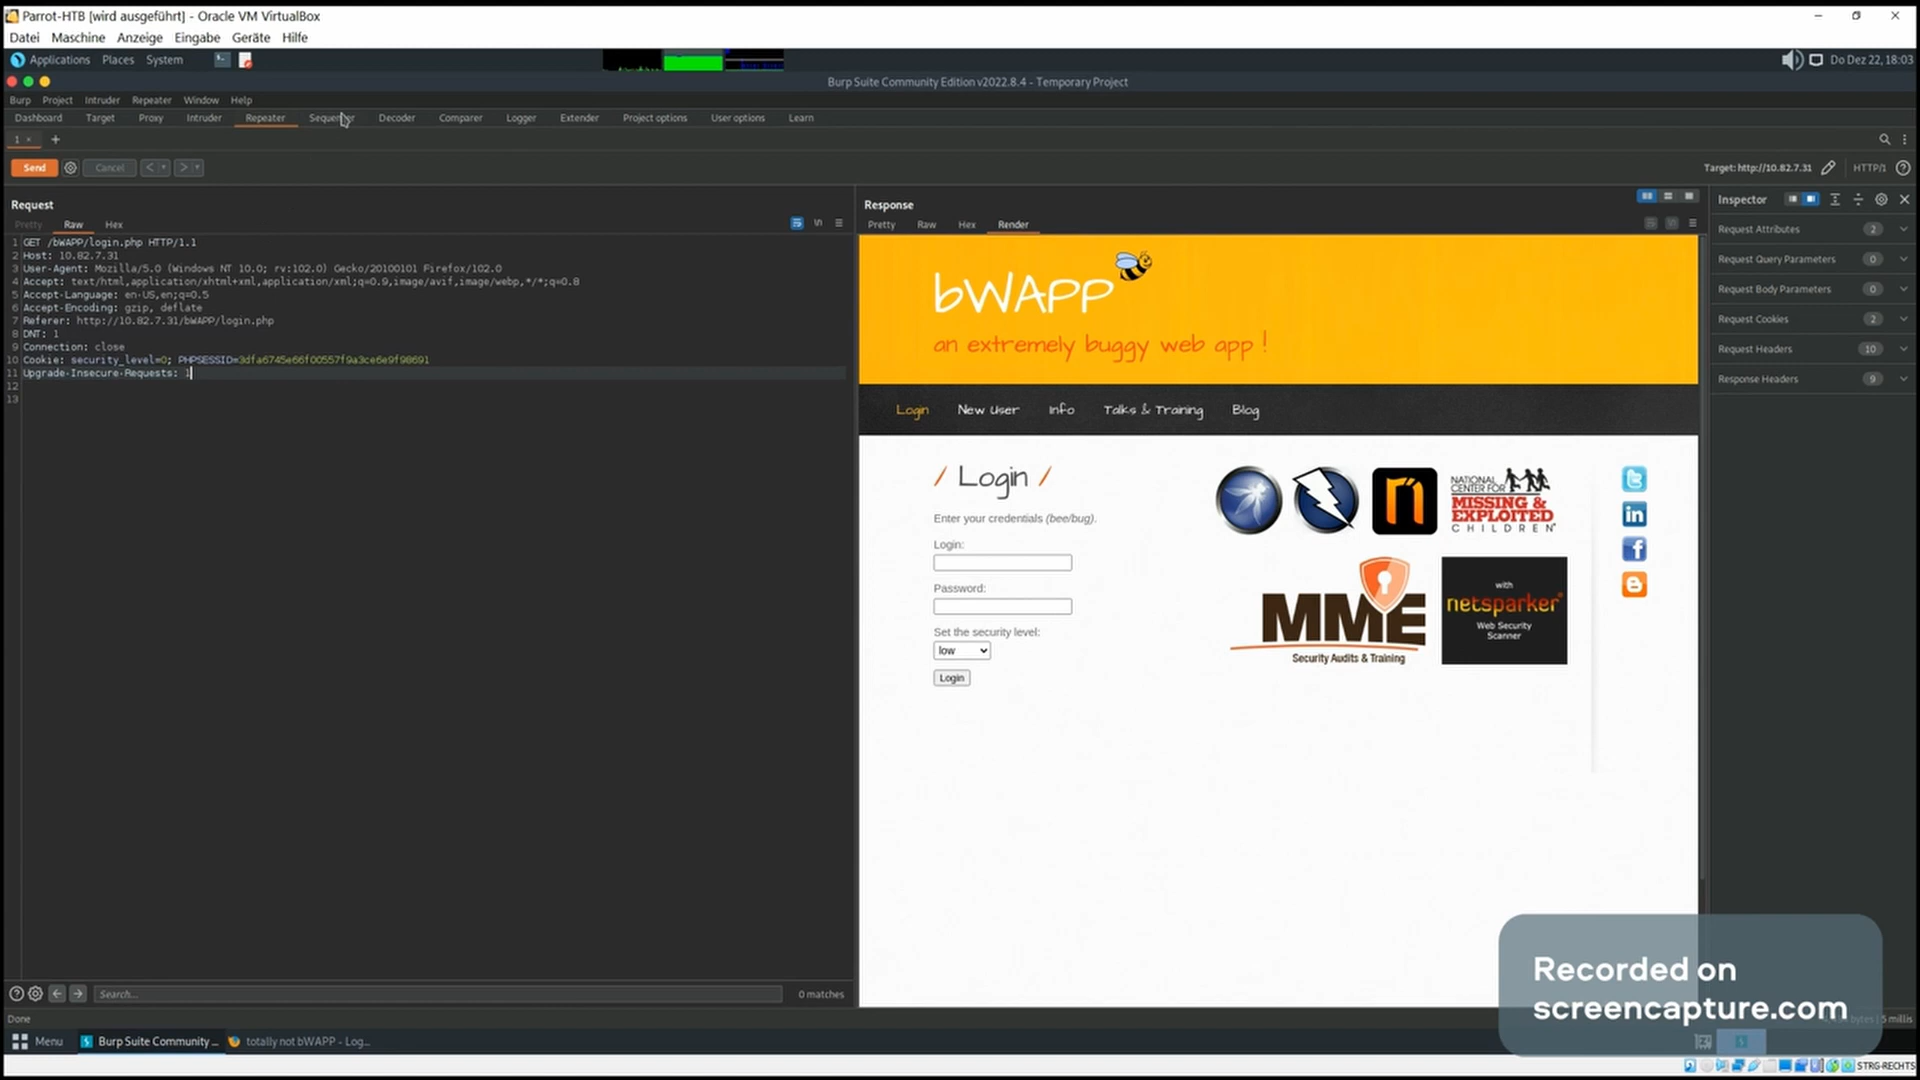 Parrot-HTB [wird ausgeführt] - Oracle VM VirtualBox
Datei Maschine Anzeige Eingabe Geräte Hilfe
Applications Places System
Do Dez 22, 18:03
Burp Suite Community Edition v2022.8.4 - Temporary Project
Burp Project Intruder Repeater Window Help
Dashboard Target Proxy Intruder Repeater Sequencer Decoder Comparer Logger Extender Project options User options Learn
1 × +
Send Cancel < >
Target: http://10.82.7.31 HTTP/1
Request
Pretty Raw Hex
1 GET /bWAPP/login.php HTTP/1.1
2 Host: 10.82.7.31
3 User-Agent: Mozilla/5.0 (Windows NT 10.0; rv:102.0) Gecko/20100101 Firefox/102.0
4 Accept: text/html,application/xhtml+xml,application/xml;q=0.9,image/avif,image/webp,*/*;q=0.8
5 Accept-Language: en-US,en;q=0.5
6 Accept-Encoding: gzip, deflate
7 Referer: http://10.82.7.31/bWAPP/login.php
8 DNT: 1
9 Connection: close
10 Cookie: security_level=0; PHPSESSID=3dfa6745e66f00557f9a3ce6e9f98691
11 Upgrade-Insecure-Requests: 1
12
13
Search...
0 matches
Done
Response
Pretty Raw Hex Render
bWAPP
an extremely buggy web app !
Login New User Info Talks & Training Blog
/ Login /
Enter your credentials (bee/bug).
Login:
Password:
Set the security level:
low
Login
NATIONAL
CENTER FOR
MISSING &
EXPLOITED
CHILDREN®
MME
Security Audits & Training
with
netsparker®
Web Security
Scanner
Inspector
Request Attributes 2
Request Query Parameters 0
Request Body Parameters 0
Request Cookies 2
Request Headers 10
Response Headers 9
Recorded on
screencapture.com
Menu Burp Suite Community ... totally not bWAPP - Log...
STRG-RECHTS